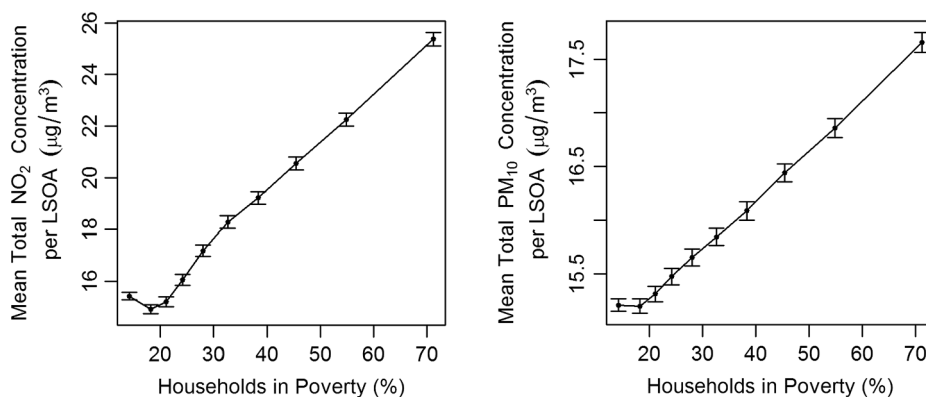 Mean Total NO₂ Concentration
per LSOA (μg/m³)
26
24
22
20
18
16
20 30 40 50 60 70
Households in Poverty (%)
Mean Total PM₁₀ Concentration
per LSOA (μg/m³)
17.5
16.5
15.5
20 30 40 50 60 70
Households in Poverty (%)